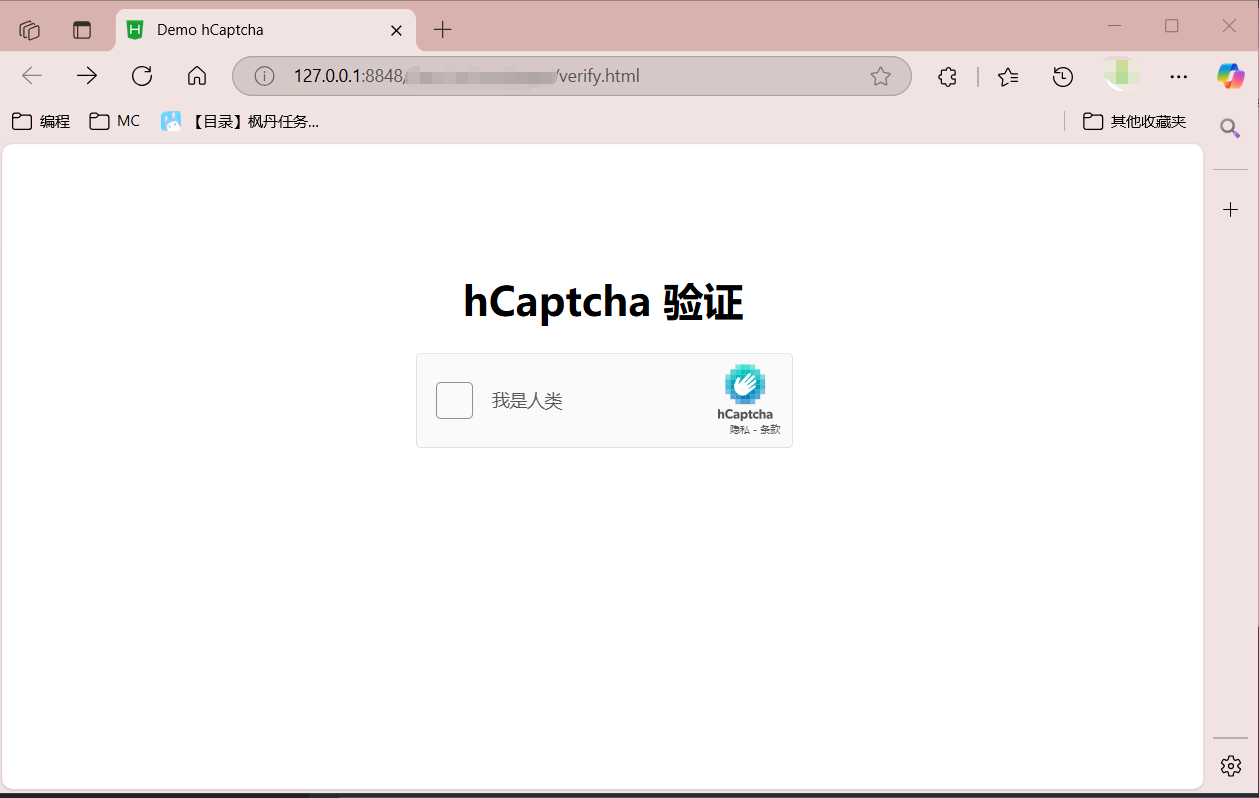 Demo hCaptcha
127.0.0.1:8848/ /verify.html
编程 MC 【目录】枫丹任务... 其他收藏夹
hCaptcha 验证
我是人类
hCaptcha
隐私 - 条款